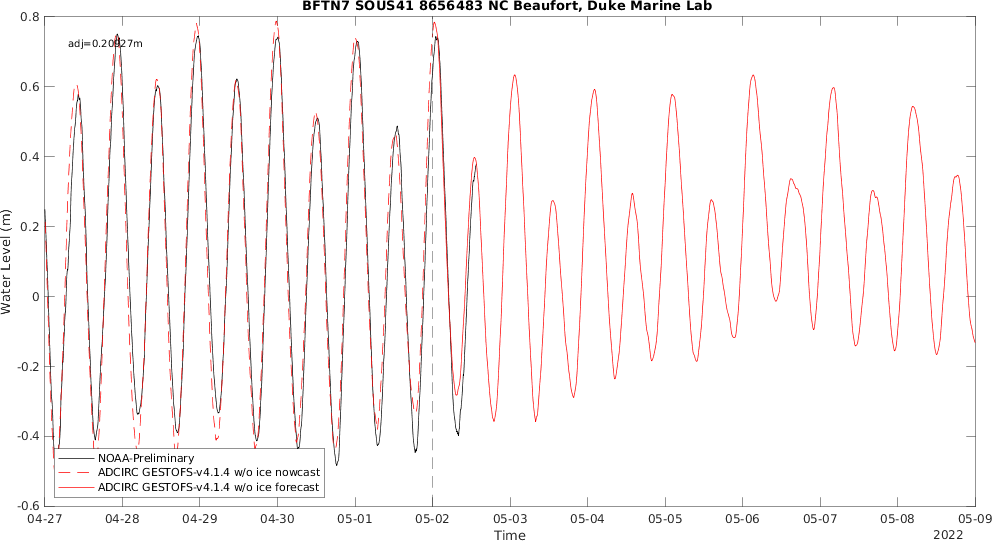 BFTN7 SOUS41 8656483 NC Beaufort, Duke Marine Lab
adj=0.20927m
0.8
0.6
0.4
0.2
0
-0.2
-0.4
-0.6
Water Level (m)
NOAA-Preliminary
ADCIRC GESTOFS-v4.1.4 w/o ice nowcast
ADCIRC GESTOFS-v4.1.4 w/o ice forecast
04-27 04-28 04-29 04-30 05-01 05-02 05-03 05-04 05-05 05-06 05-07 05-08 05-09
Time
2022